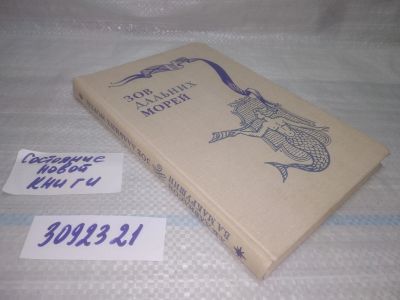 ЗОВ
ДАЛЬНИХ
МОРЕЙ
Состояние
новой
книги
3092321